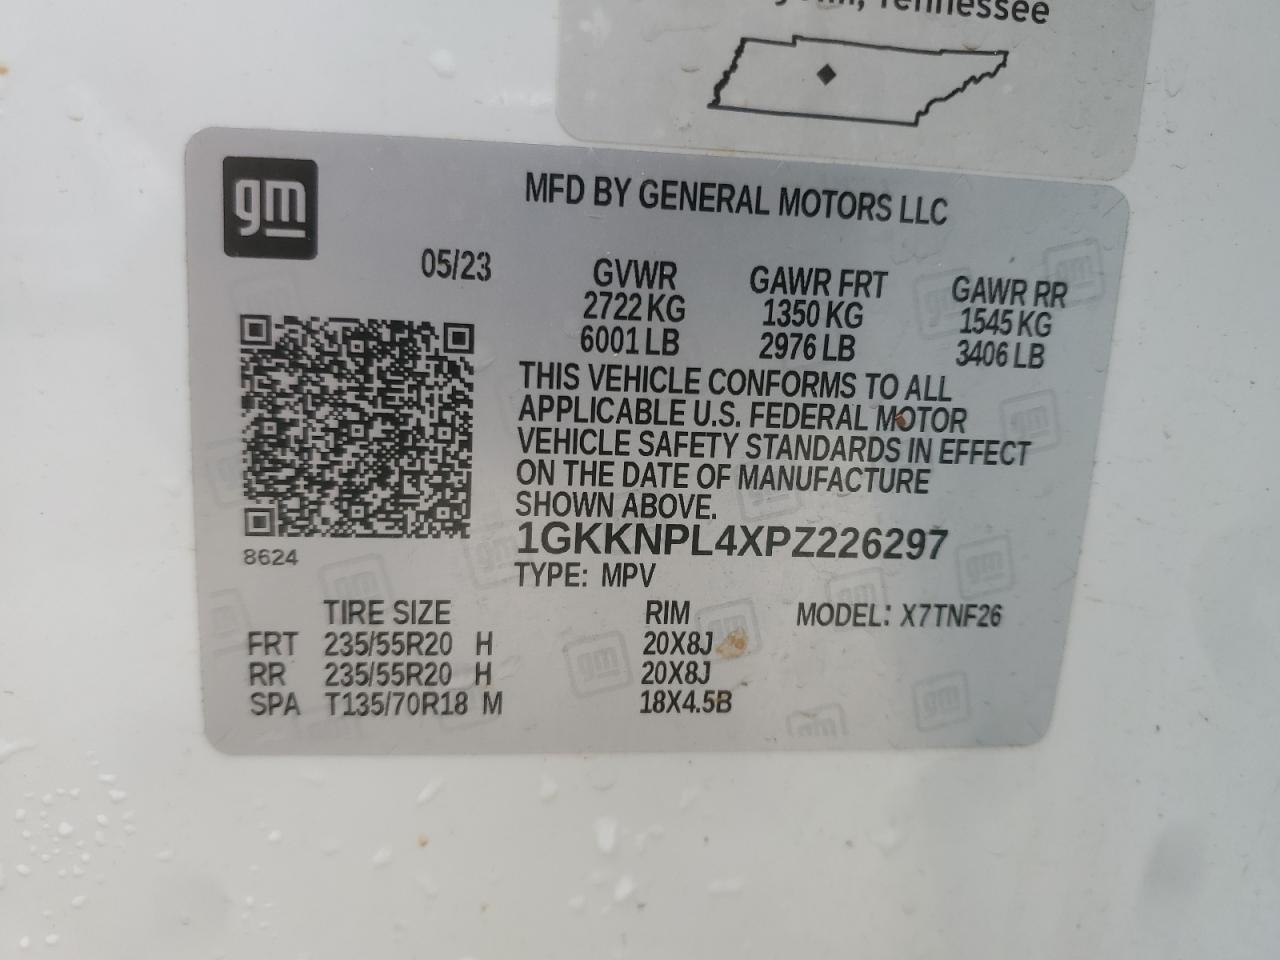 Tennessee
gm
MFD BY GENERAL MOTORS LLC
05/23
GVWR GAWR FRT GAWR RR
2722 KG 1350 KG 1545 KG
6001 LB 2976 LB 3406 LB
THIS VEHICLE CONFORMS TO ALL
APPLICABLE U.S. FEDERAL MOTOR
VEHICLE SAFETY STANDARDS IN EFFECT
ON THE DATE OF MANUFACTURE
SHOWN ABOVE.
1GKKNPL4XPZ226297
8624
TYPE: MPV
TIRE SIZE RIM MODEL: X7TNF26
FRT 235/55R20 H 20X8J
RR 235/55R20 H 20X8J
SPA T135/70R18 M 18X4.5B